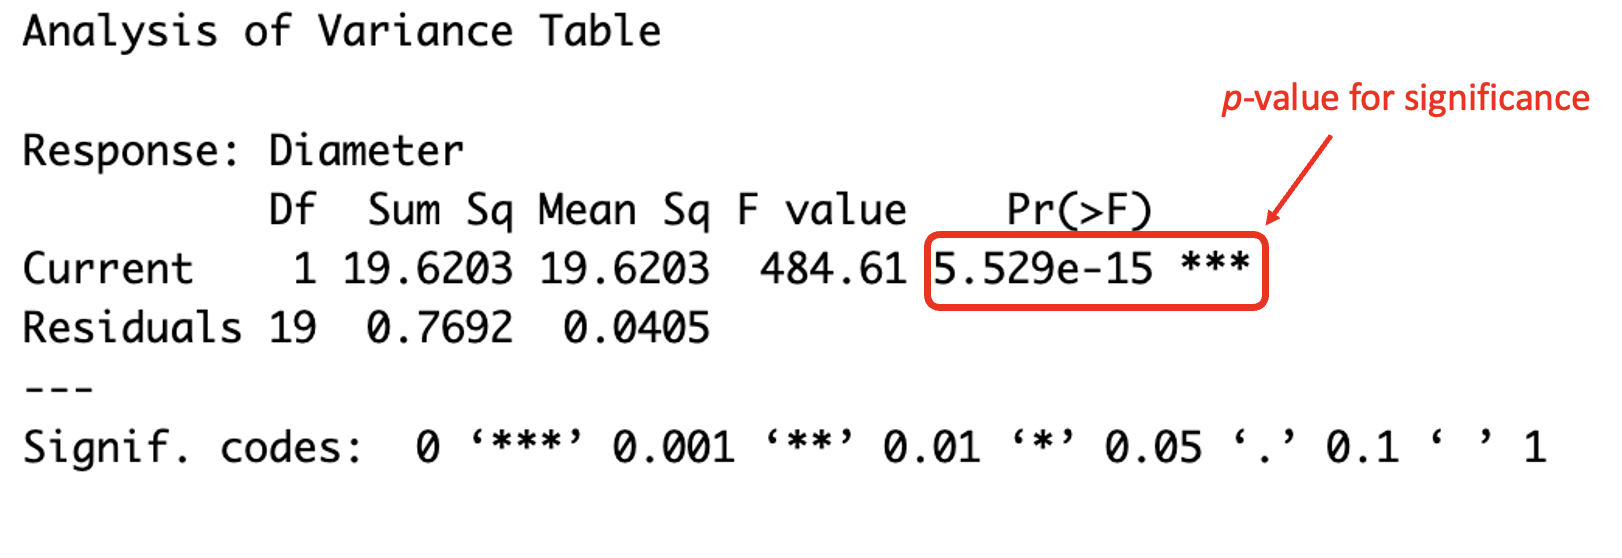 Analysis of Variance Table
p-value for significance
Response: Diameter
Df Sum Sq Mean Sq F value Pr(>F)
Current 1 19.6203 19.6203 484.61 5.529e-15 ***
Residuals 19 0.7692 0.0405
---
Signif. codes: 0 ‘***’ 0.001 ‘**’ 0.01 ‘*’ 0.05 ‘.’ 0.1 ‘ ’ 1